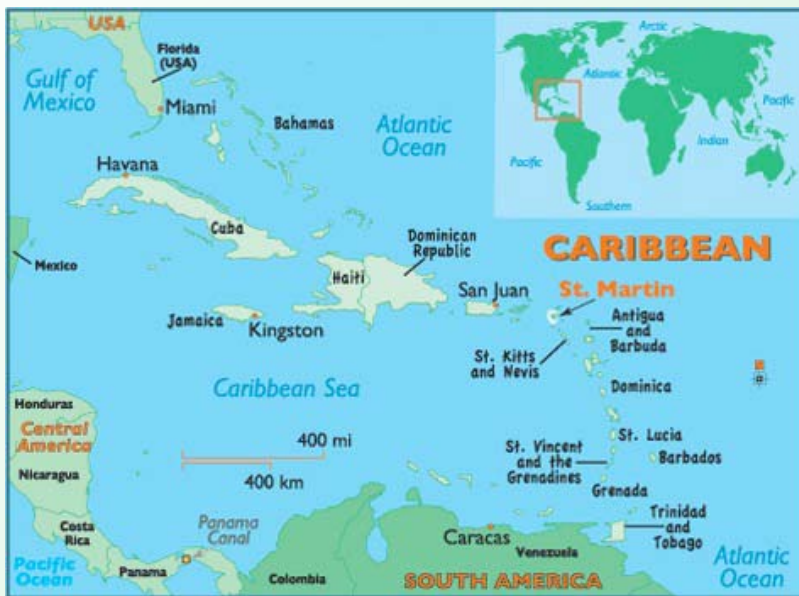 USA
Florida
(USA)
Gulf of
Mexico
Miami
Bahamas
Atlantic
Ocean
Arctic
Atlantic
Pacific
Indian
Pacific
Southern
Havana
Cuba
Mexico
Dominican
Republic
Haiti
CARIBBEAN
San Juan
St. Martin
Jamaica
Kingston
Antigua
and
Barbuda
St. Kitts
and Nevis
Caribbean Sea
Dominica
Honduras
Central
America
400 mi
400 km
St. Lucia
St. Vincent
and the
Grenadines
Barbados
Nicaragua
Grenada
Costa
Rica
Panama
Canal
Trinidad
and
Tobago
Caracas
Venezuela
Atlantic
Ocean
Pacific
Ocean
Panama
Colombia
SOUTH AMERICA